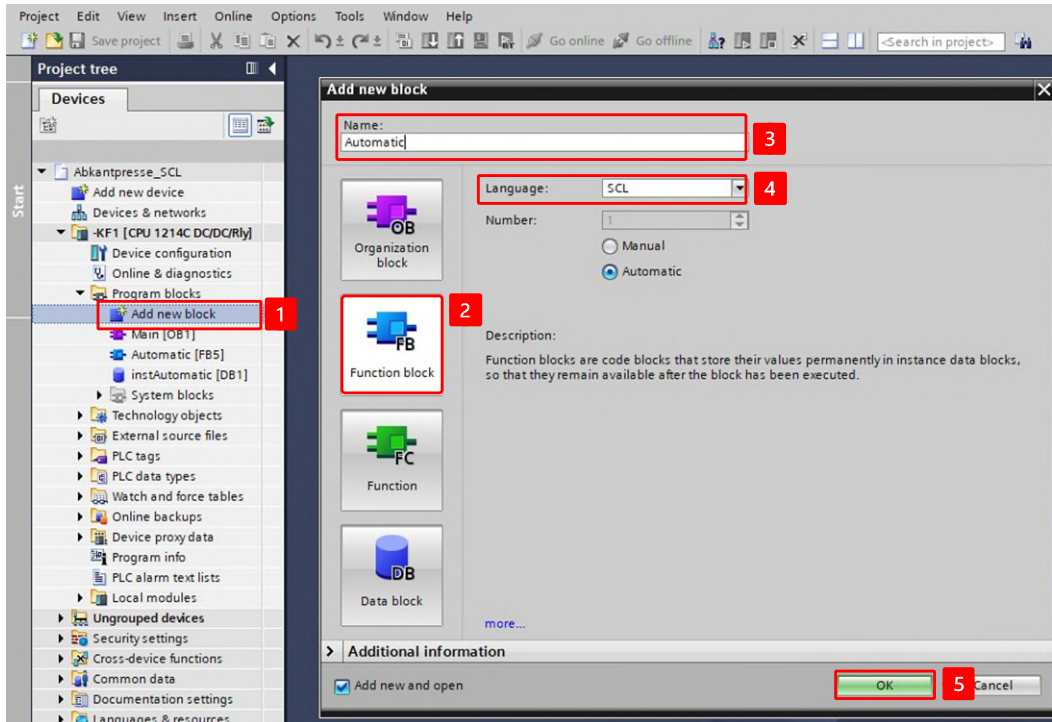 Project Edit View Insert Online Options Tools Window Help
Save project Go online Go offline <Search in project>
Start
Project tree
Devices
Abkantpresse_SCL
Add new device
Devices & networks
-KF1 [CPU 1214C DC/DC/Rly]
Device configuration
Online & diagnostics
Program blocks
Add new block 1
Main [OB1]
Automatic [FB5]
instAutomatic [DB1]
System blocks
Technology objects
External source files
PLC tags
PLC data types
Watch and force tables
Online backups
Device proxy data
Program info
PLC alarm text lists
Local modules
Ungrouped devices
Security settings
Cross-device functions
Common data
Documentation settings
Languages & resources
Add new block
Name:
Automatic
3
OB
Organization
block
2
FB
Function block
FC
Function
DB
Data block
Language: SCL 4
Number: 1
Manual
Automatic
Description:
Function blocks are code blocks that store their values permanently in instance data blocks,
so that they remain available after the block has been executed.
more...
Additional information
Add new and open
OK 5 Cancel